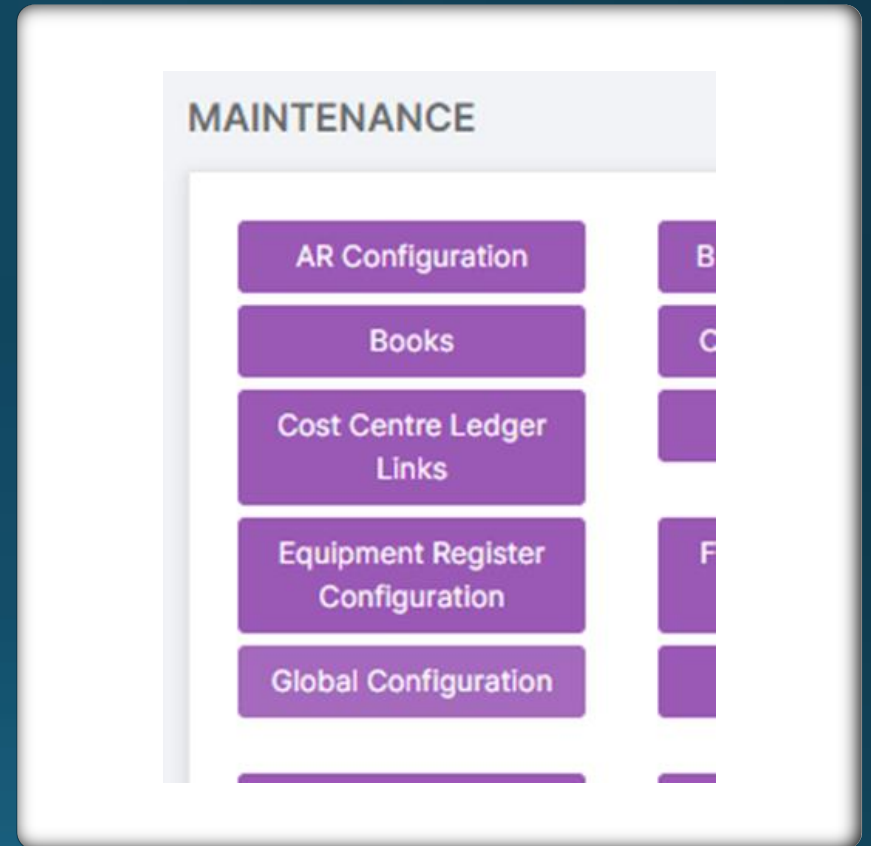 MAINTENANCE
AR Configuration
B
Books
C
Cost Centre Ledger
Links
Equipment Register
Configuration
F
Global Configuration